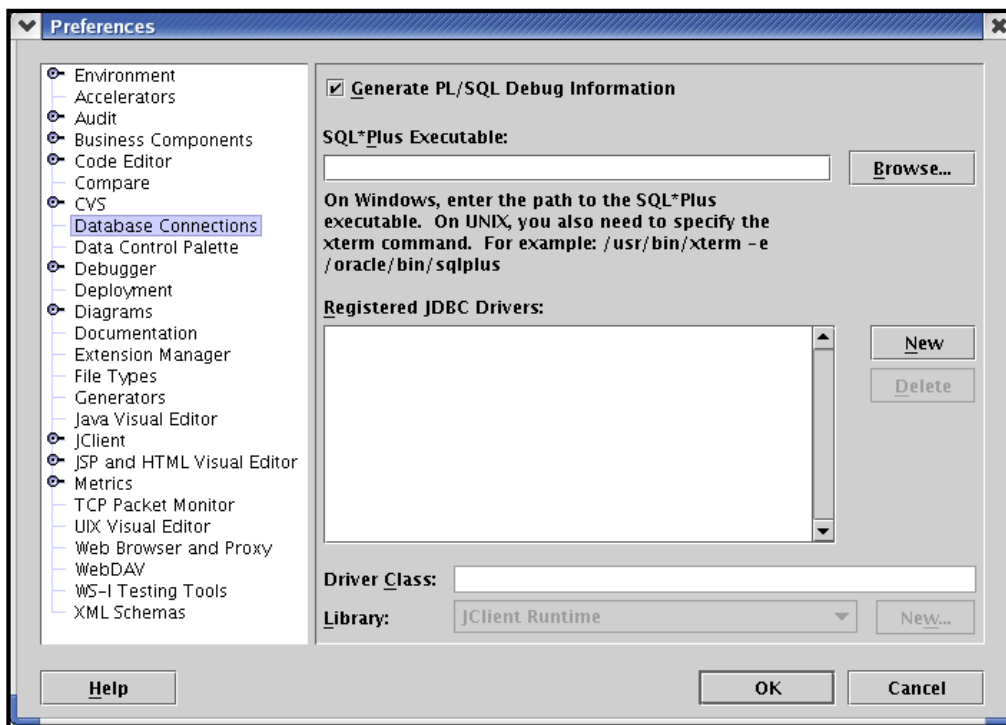 Preferences
Environment
Accelerators
Audit
Business Components
Code Editor
Compare
CVS
Database Connections
Data Control Palette
Debugger
Deployment
Diagrams
Documentation
Extension Manager
File Types
Generators
Java Visual Editor
JClient
JSP and HTML Visual Editor
Metrics
TCP Packet Monitor
UIX Visual Editor
Web Browser and Proxy
WebDAV
WS-I Testing Tools
XML Schemas
Generate PL/SQL Debug Information
SQL*Plus Executable:
Browse...
On Windows, enter the path to the SQL*Plus
executable. On UNIX, you also need to specify the
xterm command. For example: /usr/bin/xterm -e
/oracle/bin/sqlplus
Registered JDBC Drivers:
New
Delete
Driver Class:
Library: JClient Runtime New...
Help OK Cancel